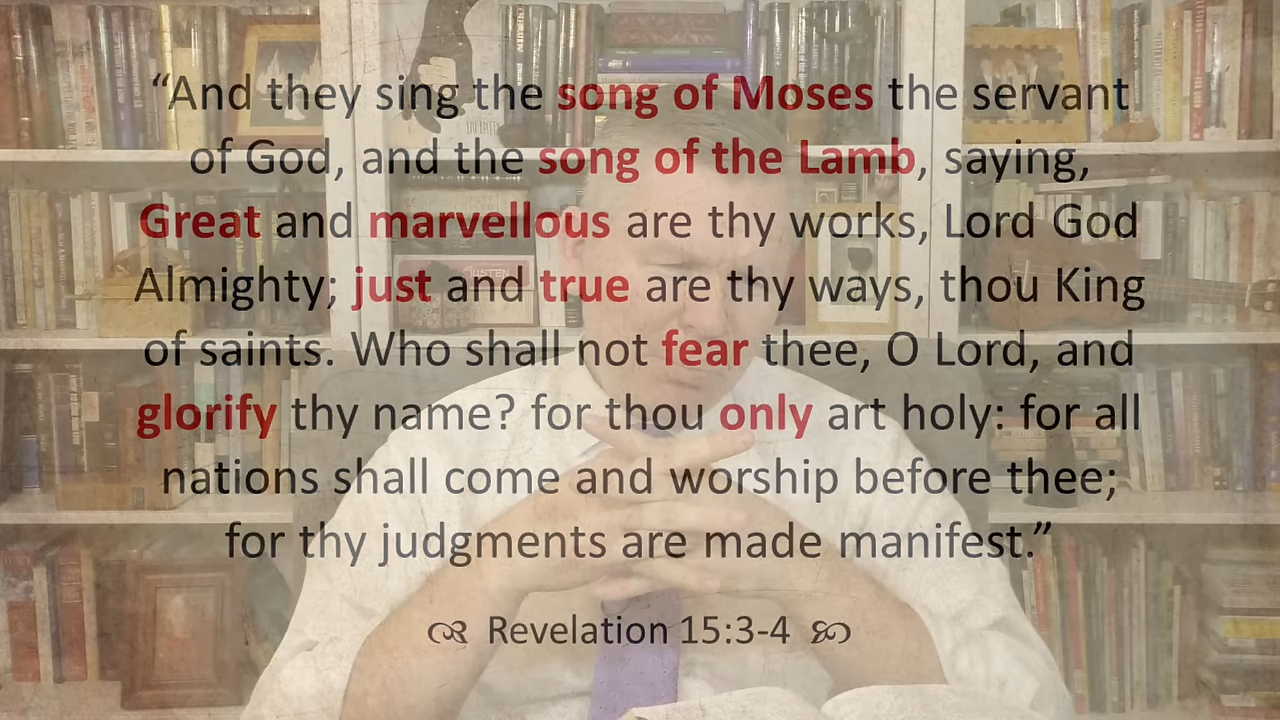 “And they sing the song of Moses the servant
of God, and the song of the Lamb, saying,
Great and marvellous are thy works, Lord God
Almighty; just and true are thy ways, thou King
of saints. Who shall not fear thee, O Lord, and
glorify thy name? for thou only art holy: for all
nations shall come and worship before thee;
for thy judgments are made manifest.”
Revelation 15:3-4